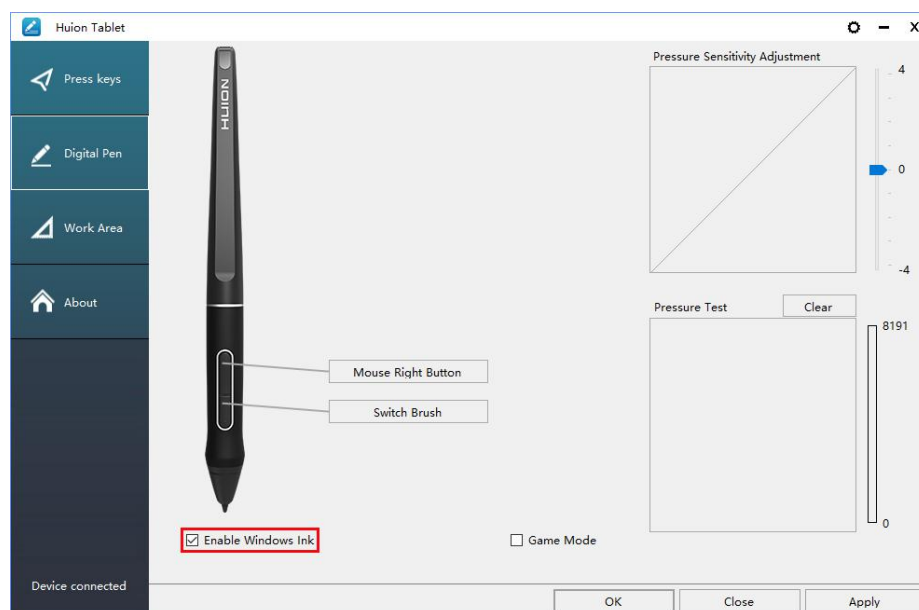 Huion Tablet
X
Press keys
Digital Pen
Work Area
About
Device connected
HUION
Mouse Right Button
Switch Brush
Enable Windows Ink
Game Mode
Pressure Sensitivity Adjustment
4
0
-4
Pressure Test
Clear
8191
0
OK
Close
Apply